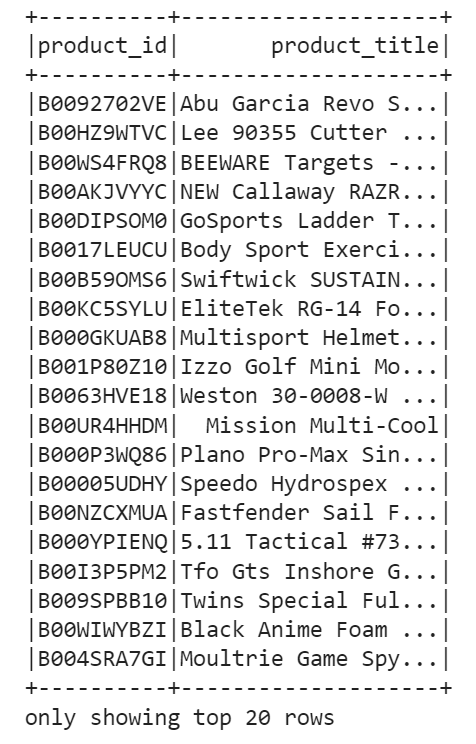 +----------+--------------------+
|product_id|       product_title|
+----------+--------------------+
|B0092702VE|Abu Garcia Revo S...|
|B00HZ9WTVC|Lee 90355 Cutter ...|
|B00WS4FRQ8|BEEWARE Targets -...|
|B00AKJVYYC|NEW Callaway RAZR...|
|B00DIPSOM0|GoSports Ladder T...|
|B0017LEUCU|Body Sport Exerci...|
|B00B59OMS6|Swiftwick SUSTAIN...|
|B00KC5SYLU|EliteTek RG-14 Fo...|
|B000GKUAB8|Multisport Helmet...|
|B001P80Z10|Izzo Golf Mini Mo...|
|B0063HVE18|Weston 30-0008-W ...|
|B00UR4HHDM|  Mission Multi-Cool|
|B000P3WQ86|Plano Pro-Max Sin...|
|B00005UDHY|Speedo Hydrospex ...|
|B00NZCXMUA|Fastfender Sail F...|
|B000YPIENQ|5.11 Tactical #73...|
|B00I3P5PM2|Tfo Gts Inshore G...|
|B009SPBB10|Twins Special Ful...|
|B00WIWYBZI|Black Anime Foam ...|
|B004SRA7GI|Moultrie Game Spy...|
+----------+--------------------+
only showing top 20 rows